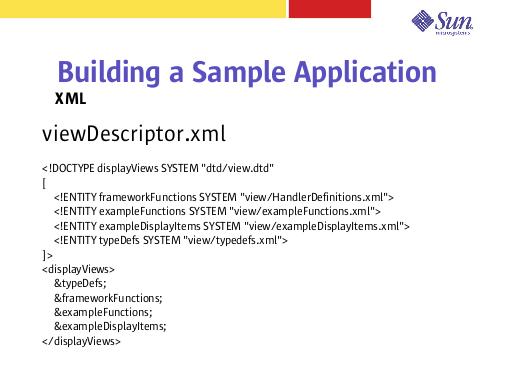 Sun
microsystems
Building a Sample Application
XML
viewDescriptor.xml
<!DOCTYPE displayViews SYSTEM "dtd/view.dtd"
[
<!ENTITY frameworkFunctions SYSTEM "view/HandlerDefinitions.xml">
<!ENTITY exampleFunctions SYSTEM "view/exampleFunctions.xml">
<!ENTITY exampleDisplayItems SYSTEM "view/exampleDisplayItems.xml">
<!ENTITY typeDefs SYSTEM "view/typedefs.xml">
]>
<displayViews>
&typeDefs;
&frameworkFunctions;
&exampleFunctions;
&exampleDisplayItems;
</displayViews>